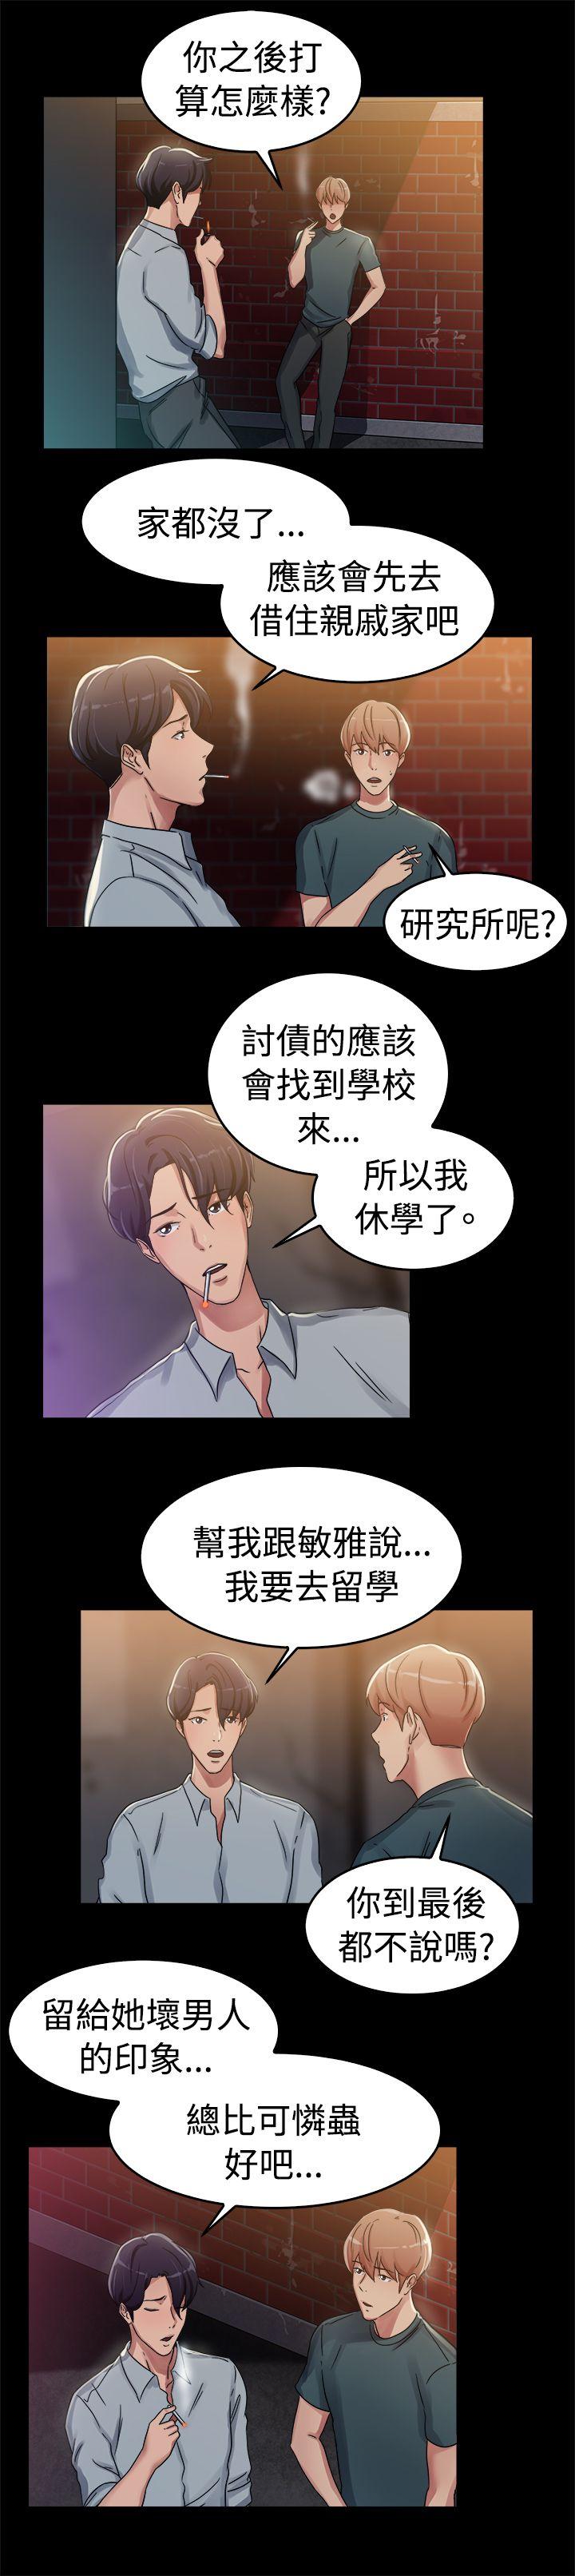 你之後打
算怎麼樣?
家都沒了...
應該會先去
借住親戚家吧
研究所呢?
討債的應該
會找到學校
來...
所以我
休學了。
幫我跟敏雅說...
我要去留學
你到最後
都不說嗎?
留給她壞男人
的印象...
總比可憐蟲
好吧...